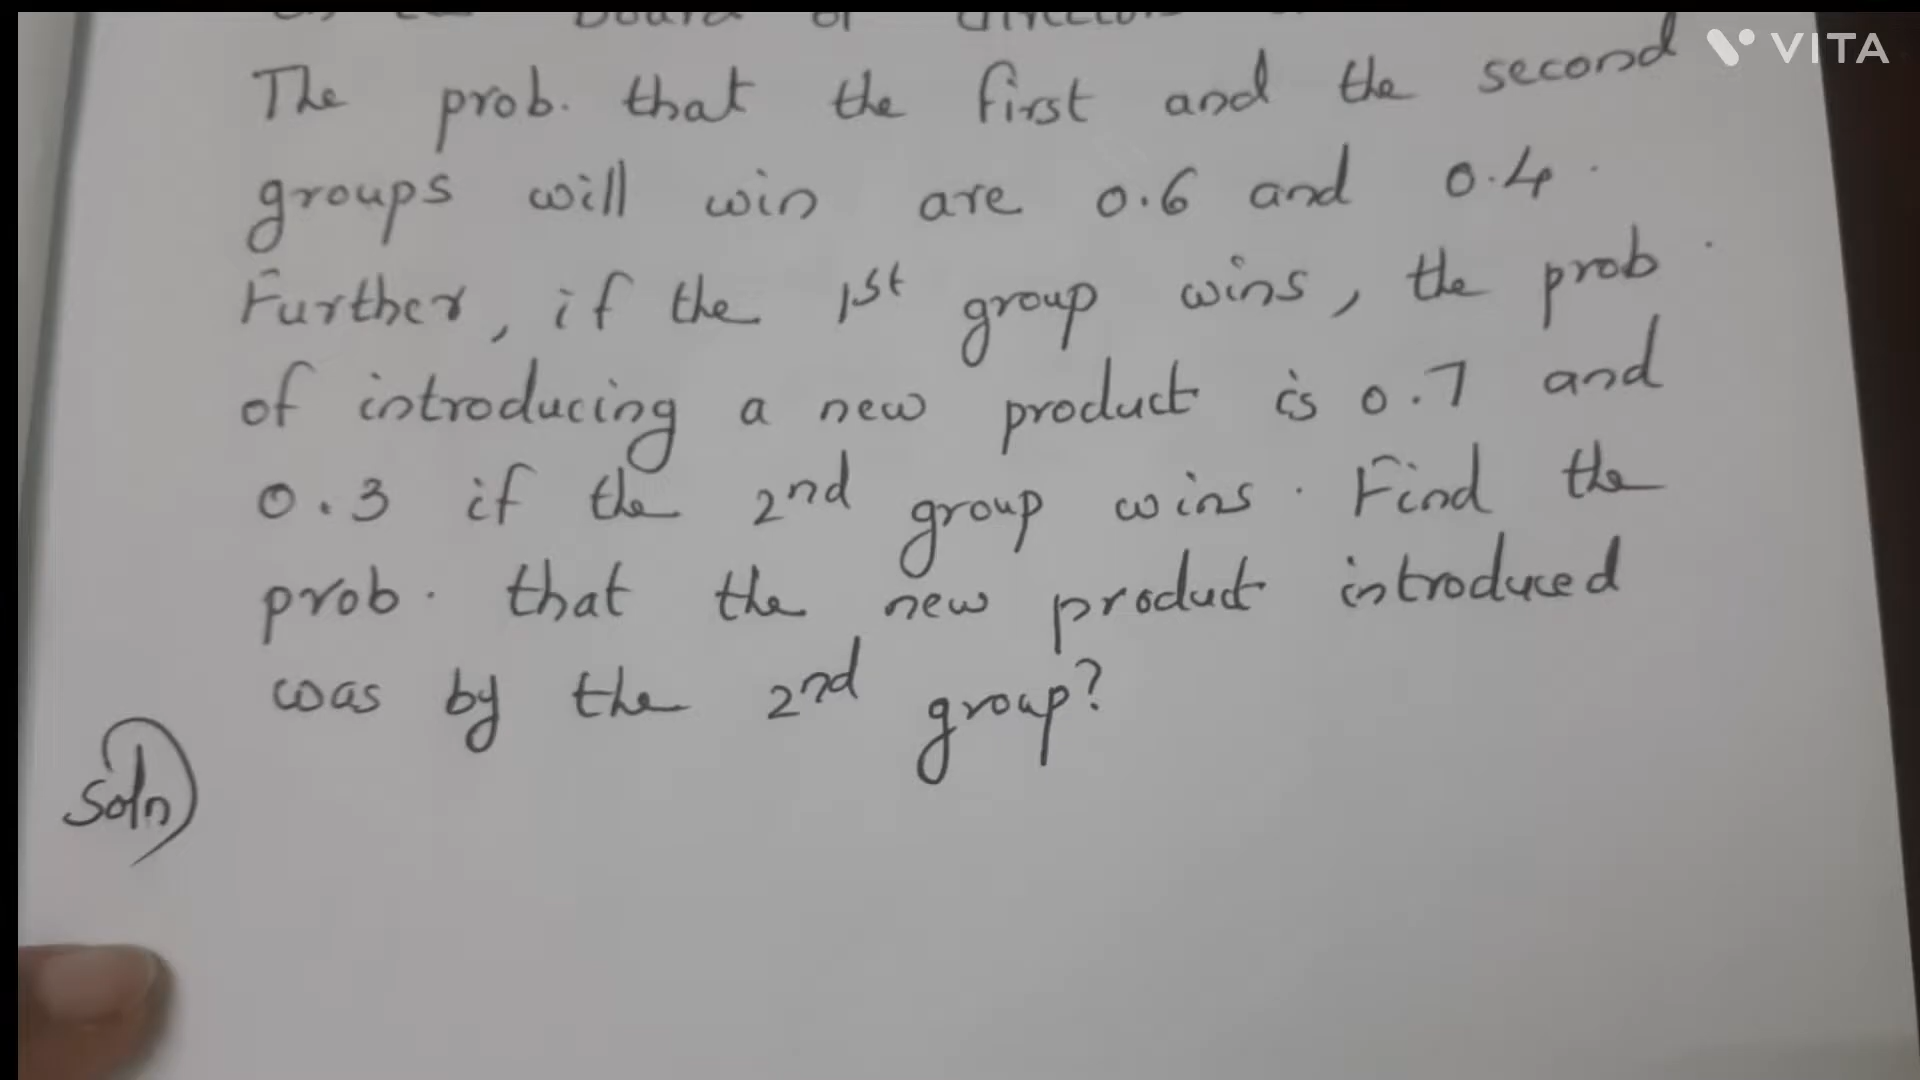 Board of
VITA
The prob. that the first and the second
groups will win are 0.6 and 0.4.
Further, if the 1st group wins, the prob.
of introducing a new product is 0.7 and
0.3 if the 2nd group wins. Find the
prob. that the new product introduced
was by the 2nd group?
Soln